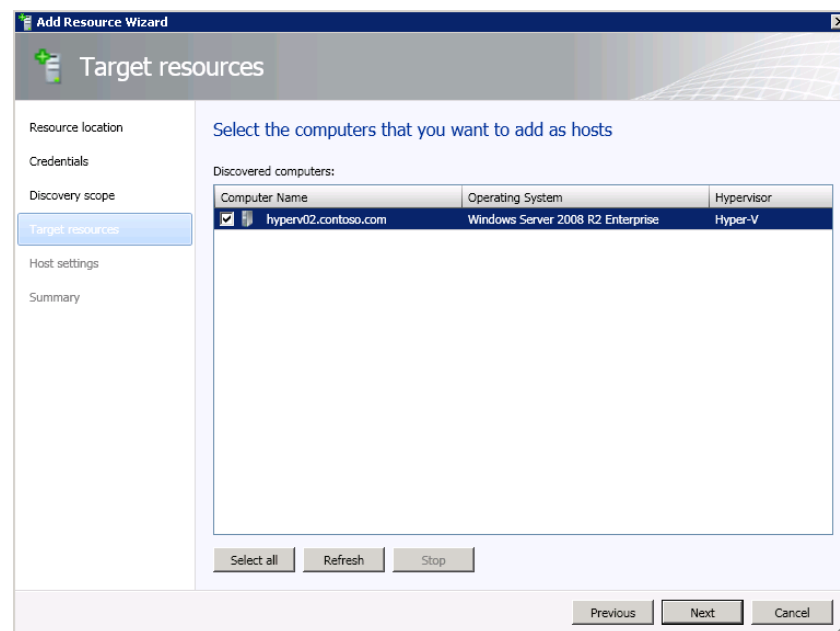 Add Resource Wizard
Target resources
Resource location
Credentials
Discovery scope
Target resources
Host settings
Summary
Select the computers that you want to add as hosts
Discovered computers:
Computer Name Operating System Hypervisor
hyperv02.contoso.com Windows Server 2008 R2 Enterprise Hyper-V
Select all Refresh Stop
Previous Next Cancel